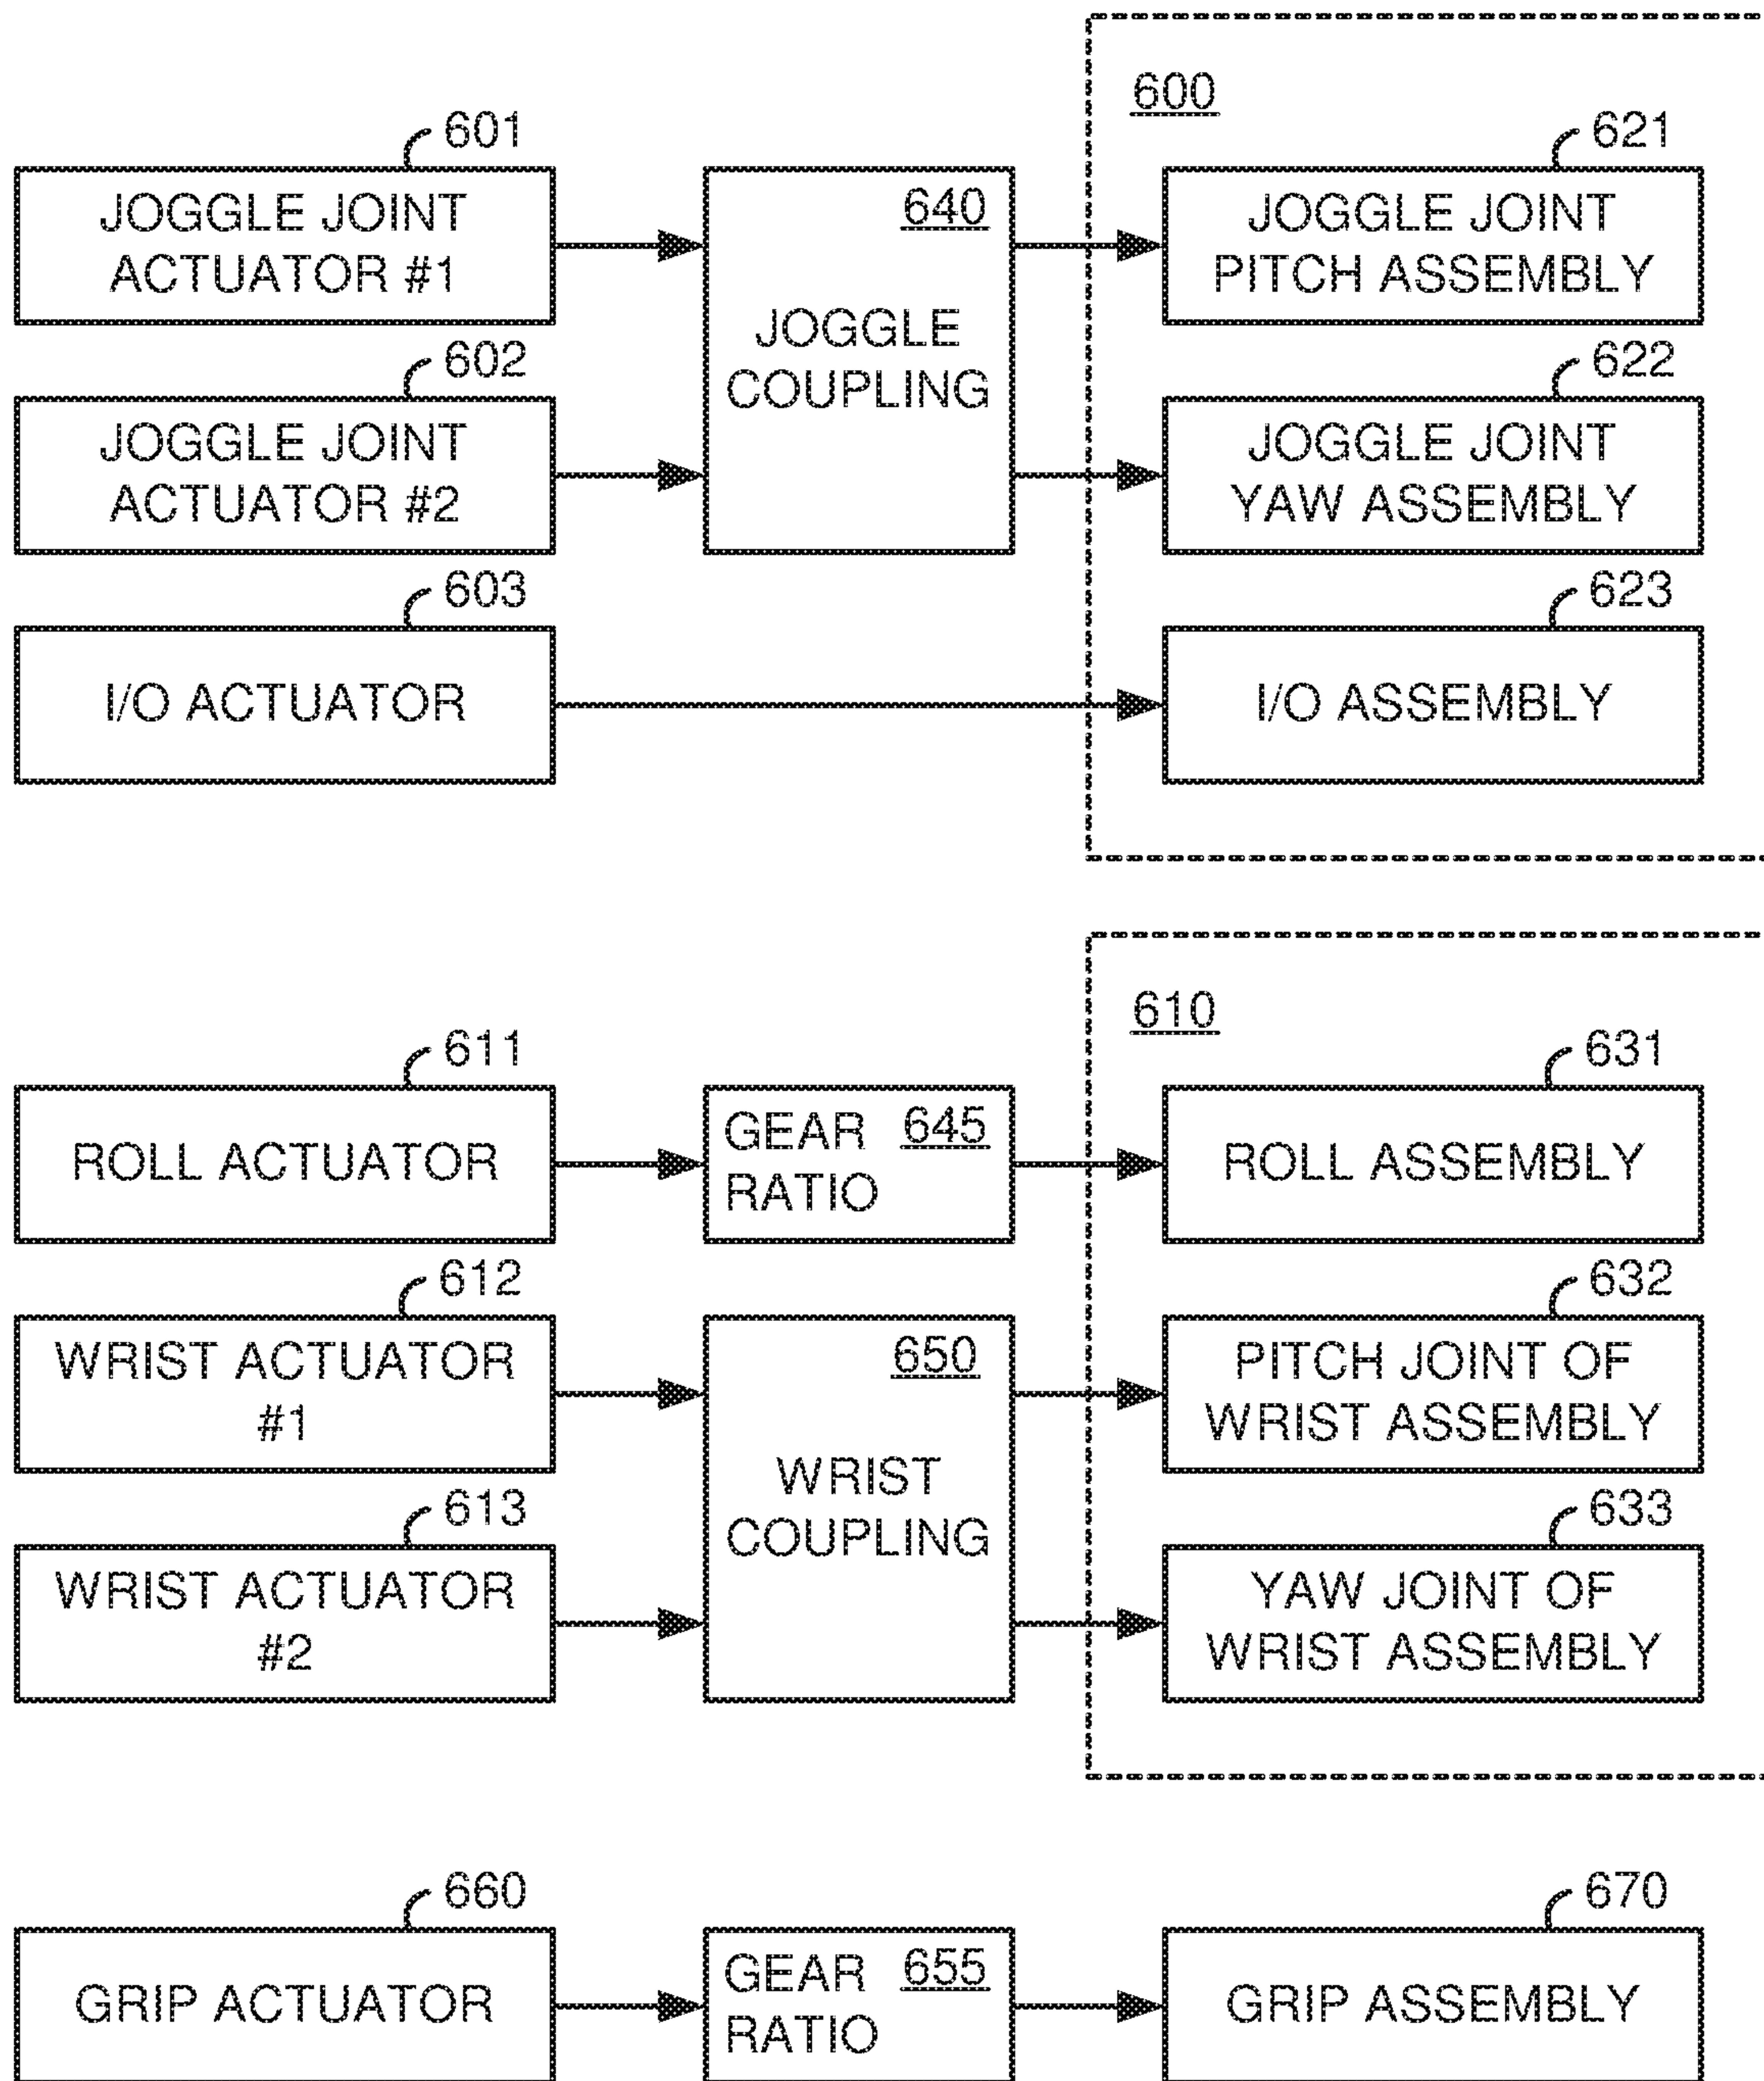 600
601
621
JOGGLE JOINT
ACTUATOR #1
640
JOGGLE
COUPLING
JOGGLE JOINT
PITCH ASSEMBLY
602
622
JOGGLE JOINT
ACTUATOR #2
JOGGLE JOINT
YAW ASSEMBLY
603
623
I/O ACTUATOR
I/O ASSEMBLY
610
611
631
ROLL ACTUATOR
GEAR 645
RATIO
ROLL ASSEMBLY
612
632
WRIST ACTUATOR
#1
650
WRIST
COUPLING
PITCH JOINT OF
WRIST ASSEMBLY
613
633
WRIST ACTUATOR
#2
YAW JOINT OF
WRIST ASSEMBLY
660
670
GRIP ACTUATOR
GEAR 655
RATIO
GRIP ASSEMBLY